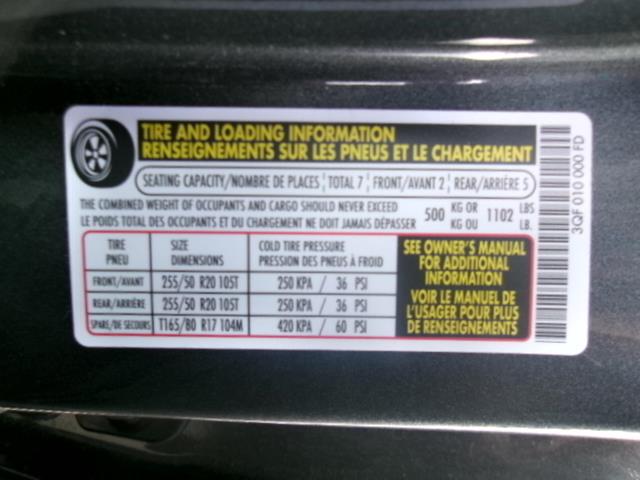 TIRE AND LOADING INFORMATION
RENSEIGNEMENTS SUR LES PNEUS ET LE CHARGEMENT
SEATING CAPACITY/NOMBRE DE PLACES TOTAL 7 FRONT/AVANT 2 REAR/ARRIÈRE 5
THE COMBINED WEIGHT OF OCCUPANTS AND CARGO SHOULD NEVER EXCEED 500 KG OR 1102 LBS
LE POIDS TOTAL DES OCCUPANTS ET DU CHARGEMENT NE DOIT JAMAIS DÉPASSER KG OU LB.
TIRE SIZE COLD TIRE PRESSURE
PNEU DIMENSIONS PRESSION DES PNEUS À FROID
FRONT/AVANT 255/50 R20 105T 250 KPA / 36 PSI
REAR/ARRIÈRE 255/50 R20 105T 250 KPA / 36 PSI
SPARE/DE SECOURS T165/80 R17 104M 420 KPA / 60 PSI
SEE OWNER'S MANUAL
FOR ADDITIONAL
INFORMATION
VOIR LE MANUEL DE
L'USAGER POUR PLUS
DE RENSEIGNEMENTS
3QF 010 000 FD